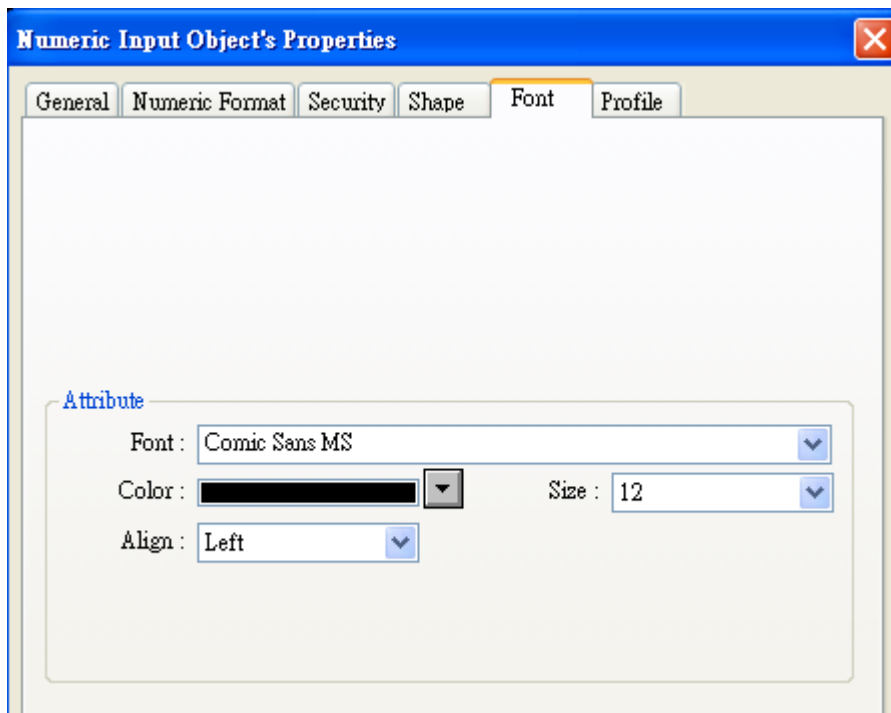 Numeric Input Object's Properties
General Numeric Format Security Shape Font Profile
Attribute
Font : Comic Sans MS
Color : Size : 12
Align : Left